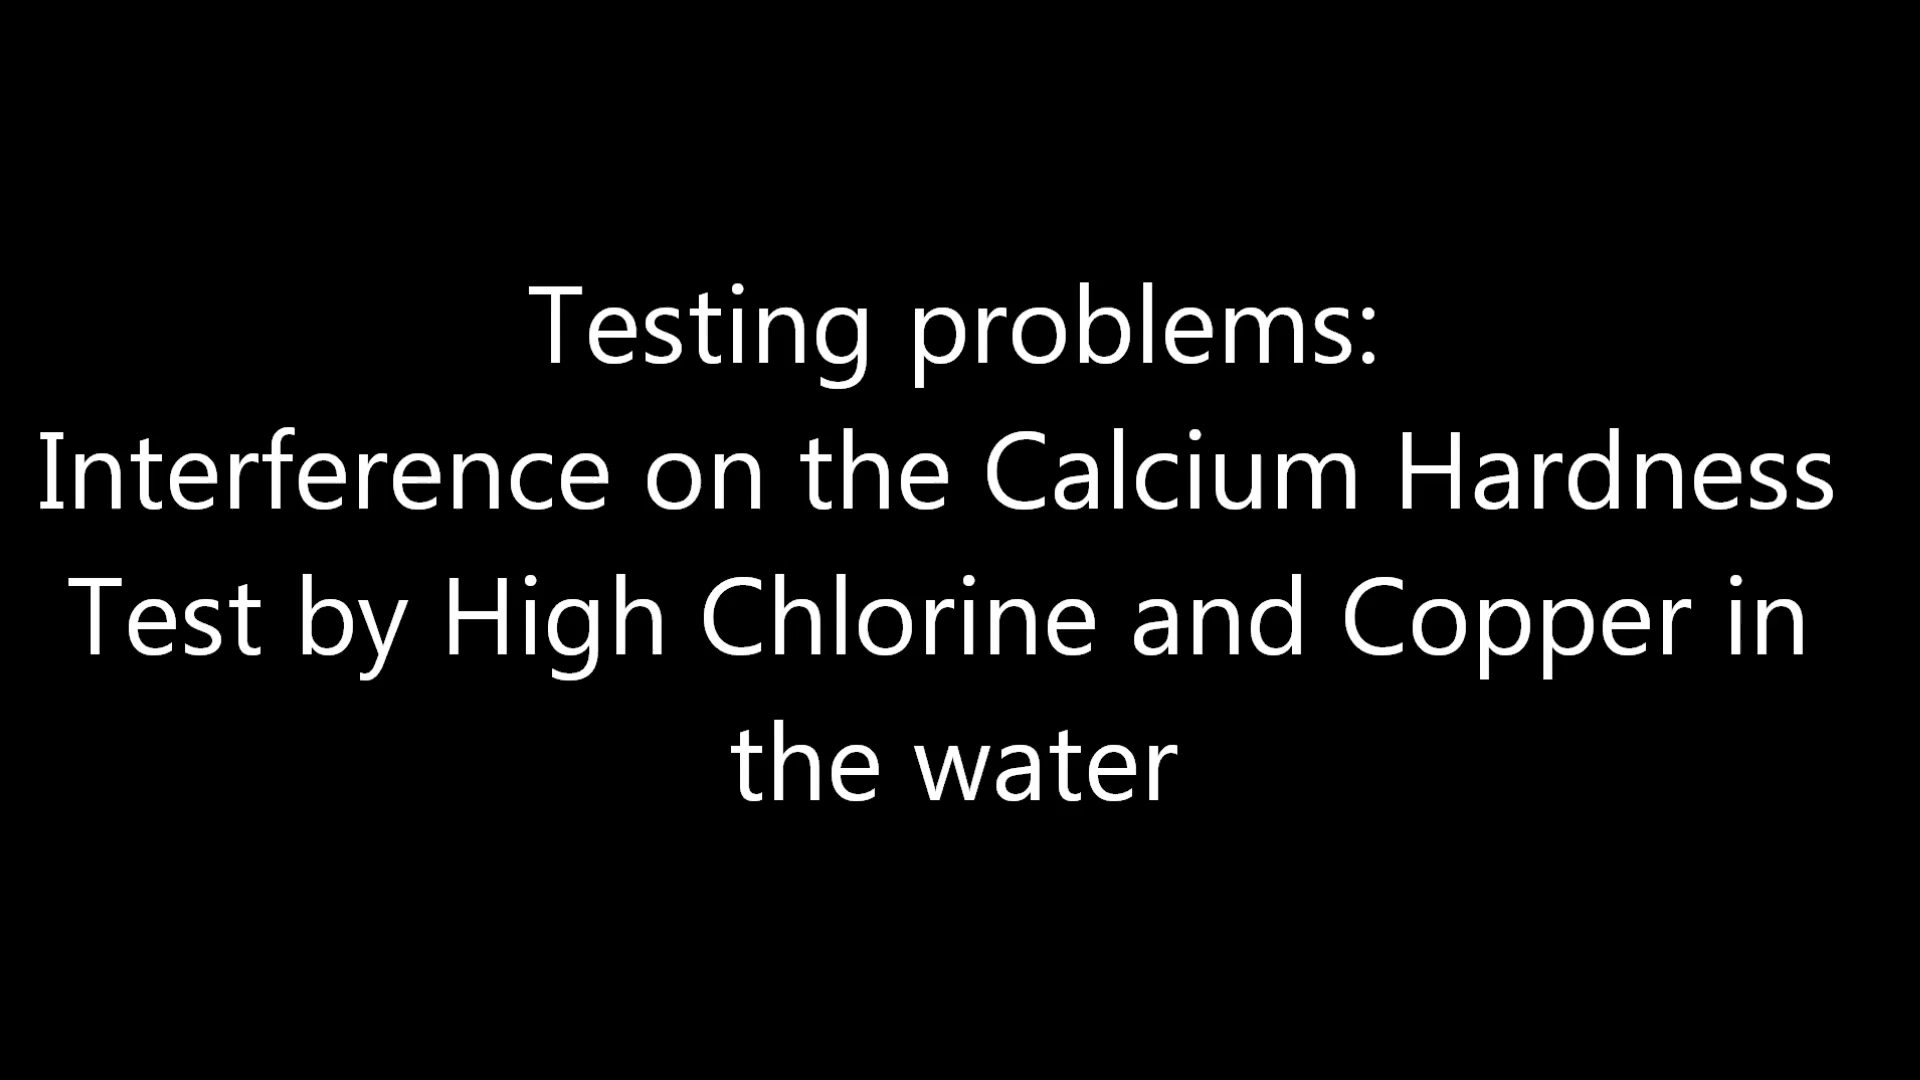 Testing problems:
Interference on the Calcium Hardness
Test by High Chlorine and Copper in
the water